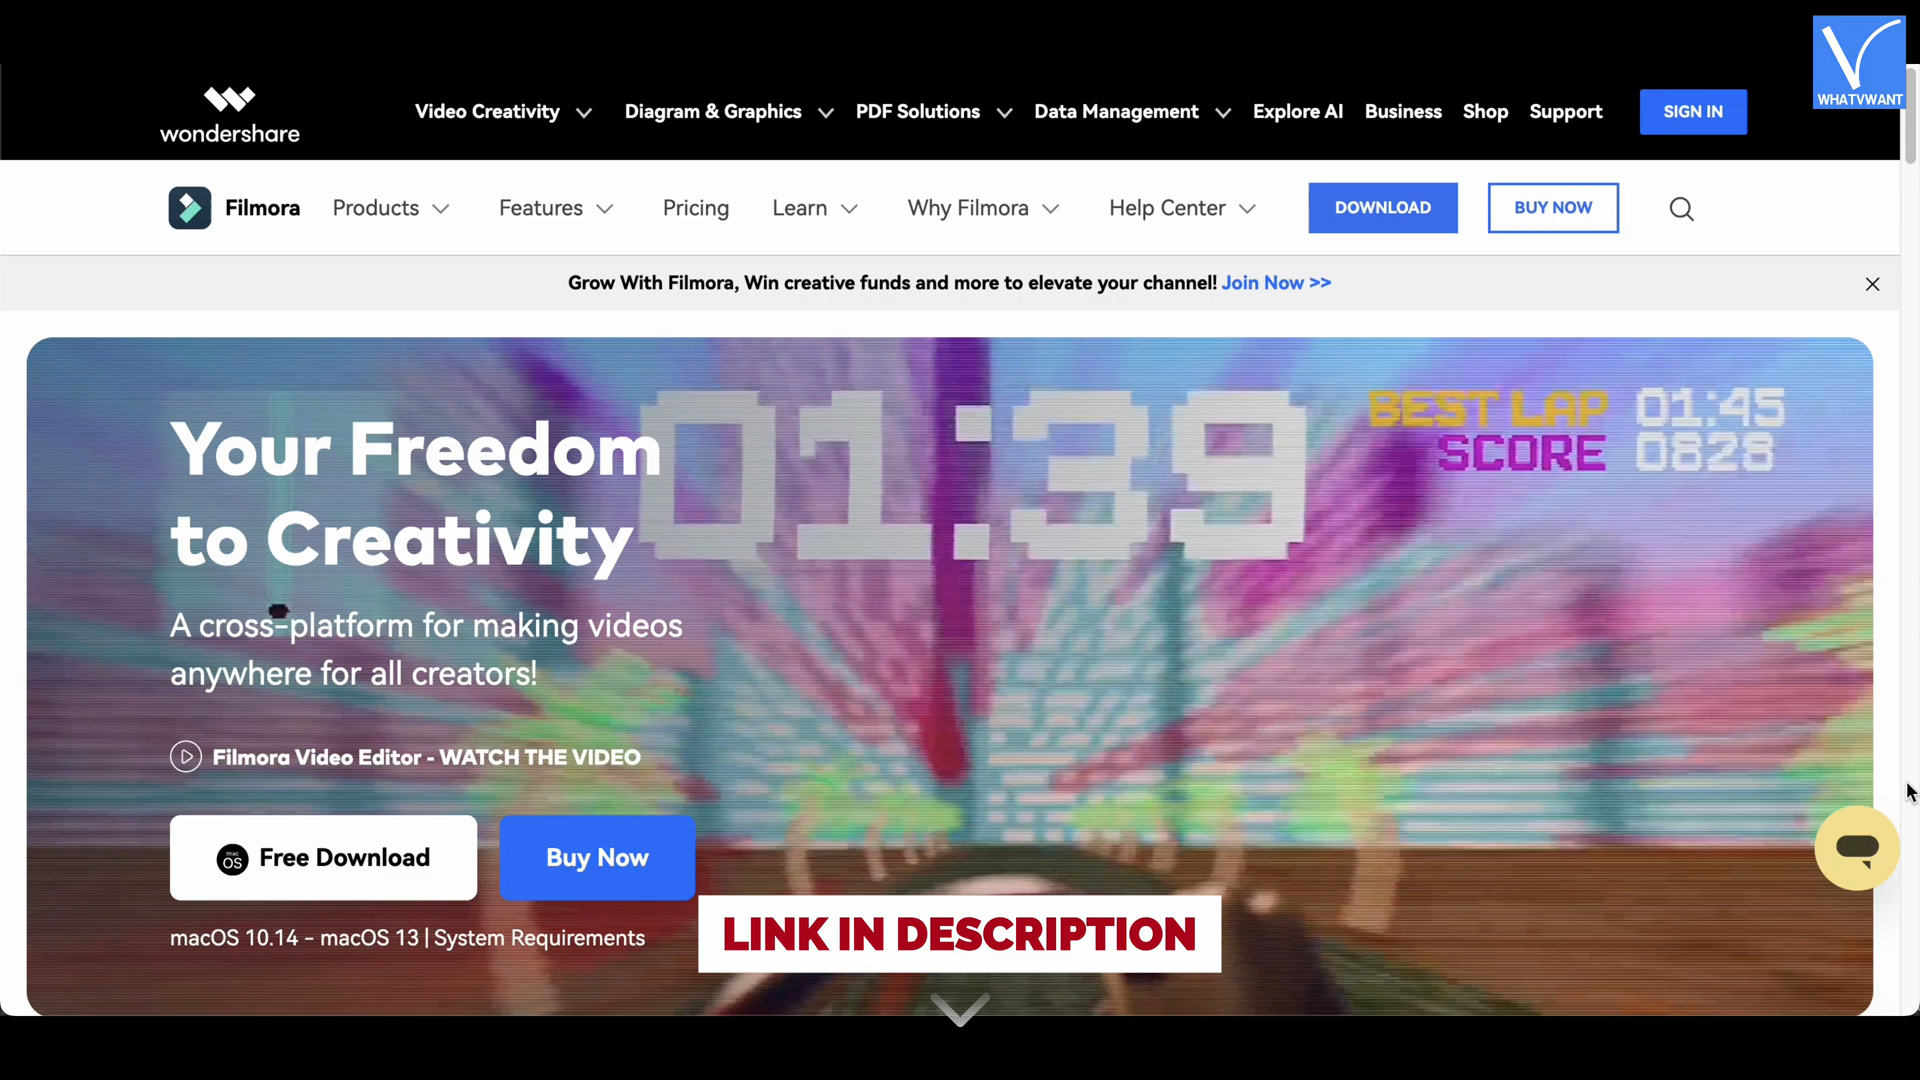 WHATVWANT
wondershare
Video Creativity Diagram & Graphics PDF Solutions Data Management Explore AI Business Shop Support SIGN IN
Filmora Products Features Pricing Learn Why Filmora Help Center DOWNLOAD BUY NOW
Grow With Filmora, Win creative funds and more to elevate your channel! Join Now >>
01:39
BEST LAP 01:45
SCORE 0828
Your Freedom
to Creativity
A cross-platform for making videos
anywhere for all creators!
Filmora Video Editor - WATCH THE VIDEO
mac OS Free Download Buy Now
macOS 10.14 - macOS 13 | System Requirements
LINK IN DESCRIPTION